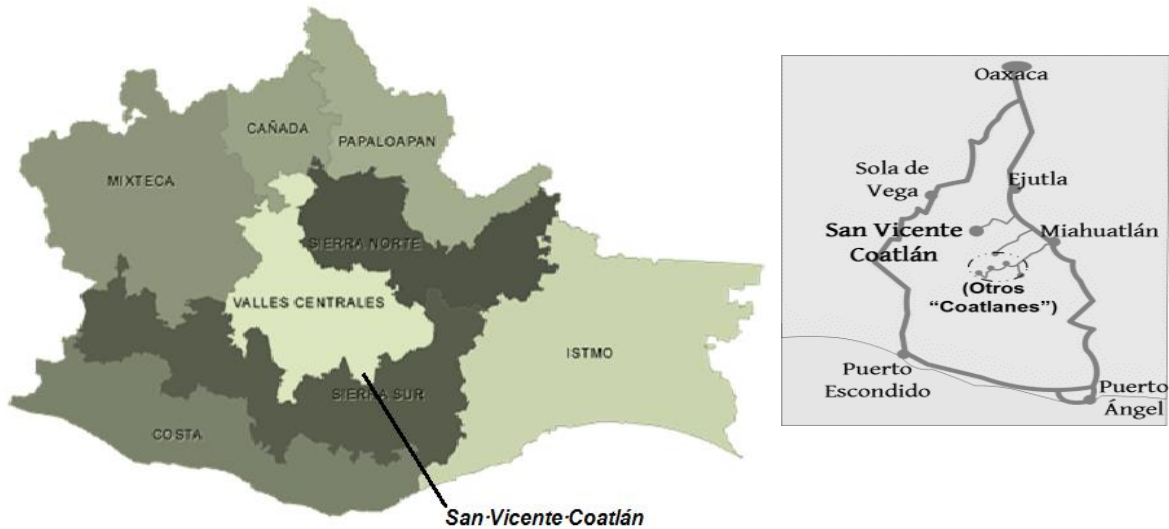 CAÑADA
PAPALOAPAN
MIXTECA
SIERRA NORTE
VALLES CENTRALES
ISTMO
SIERRA SUR
COSTA
San·Vicente·Coatlán
Oaxaca
Sola de
Vega
Ejutla
San Vicente
Coatlán
Miahuatlán
(Otros
“Coatlanes”)
Puerto
Escondido
Puerto
Ángel